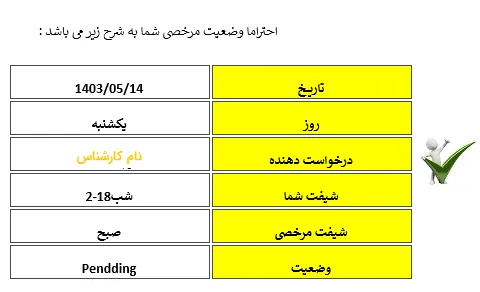 احتراما وضعیت مرخصی شما به شرح زیر می باشد :
تاریخ 1403/05/14
روز یکشنبه
درخواست دهنده نام کارشناس
شیفت شما شب18-2
شیفت مرخصی صبح
وضعیت Pendding